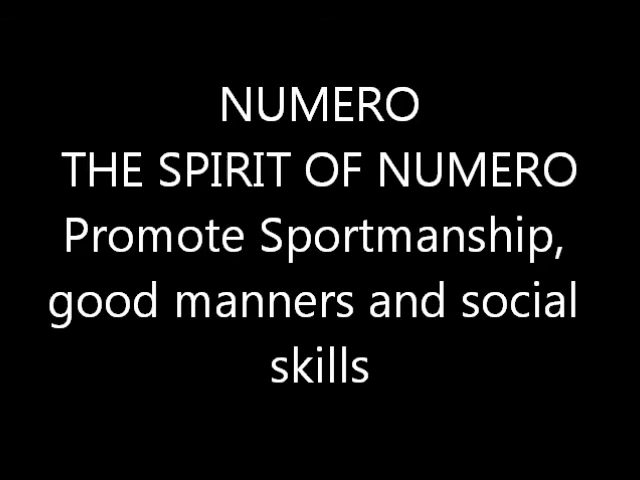 NUMERO
THE SPIRIT OF NUMERO
Promote Sportmanship,
good manners and social
skills